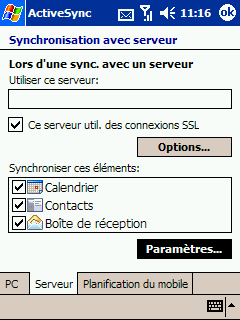 ActiveSync 11:16 ok
Synchronisation avec serveur
Lors d'une sync. avec un serveur
Utiliser ce serveur:
Ce serveur util. des connexions SSL
Options...
Synchroniser ces éléments:
Calendrier
Contacts
Boîte de réception
Paramètres...
PC Serveur Planification du mobile